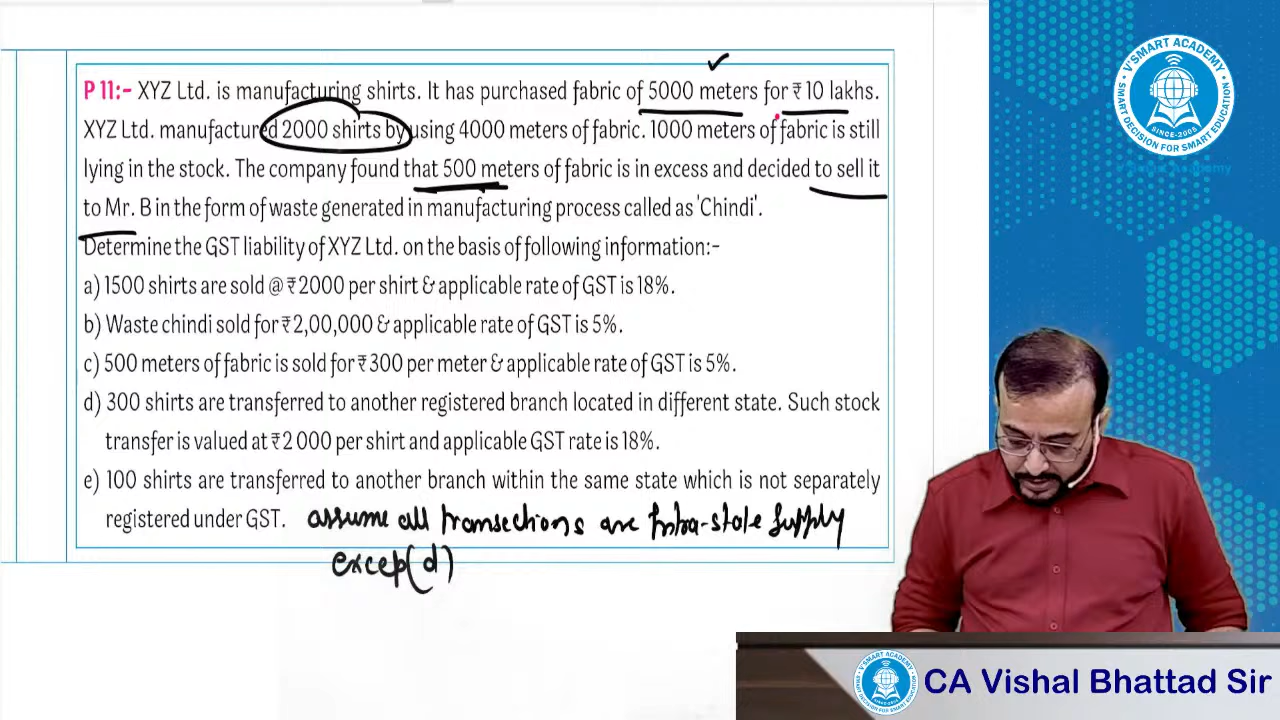 P 11:- XYZ Ltd. is manufacturing shirts. It has purchased fabric of 5000 meters for ₹ 10 lakhs.
XYZ Ltd. manufactured 2000 shirts by using 4000 meters of fabric. 1000 meters of fabric is still
lying in the stock. The company found that 500 meters of fabric is in excess and decided to sell it
to Mr. B in the form of waste generated in manufacturing process called as 'Chindi'.
Determine the GST liability of XYZ Ltd. on the basis of following information:-
a) 1500 shirts are sold @ ₹2000 per shirt & applicable rate of GST is 18%.
b) Waste chindi sold for ₹2,00,000 & applicable rate of GST is 5%.
c) 500 meters of fabric is sold for ₹300 per meter & applicable rate of GST is 5%.
d) 300 shirts are transferred to another registered branch located in different state. Such stock
transfer is valued at ₹2000 per shirt and applicable GST rate is 18%.
e) 100 shirts are transferred to another branch within the same state which is not separately
registered under GST. assume all transections are Intra-state supply
excep(d)
V'SMART ACADEMY
SMART DECISION FOR SMART EDUCATION
SINCE-2005
Smart Academy
V'SMART ACADEMY
CA Vishal Bhattad Sir